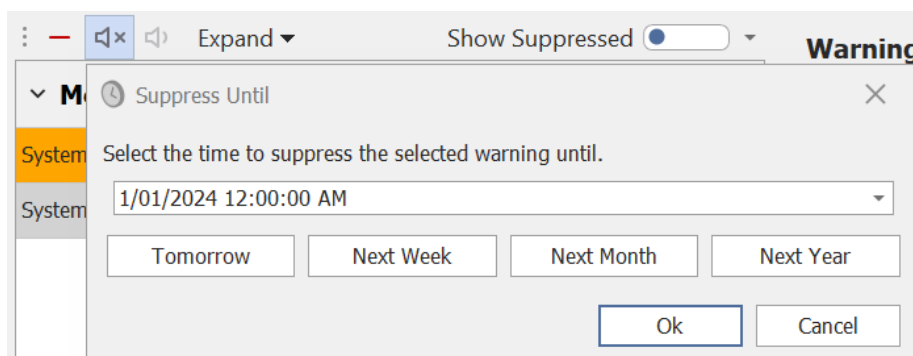 Expand
Show Suppressed
Suppress Until
Select the time to suppress the selected warning until.
System
1/01/2024 12:00:00 AM
System
Tomorrow
Next Week
Next Month
Next Year
Ok
Cancel